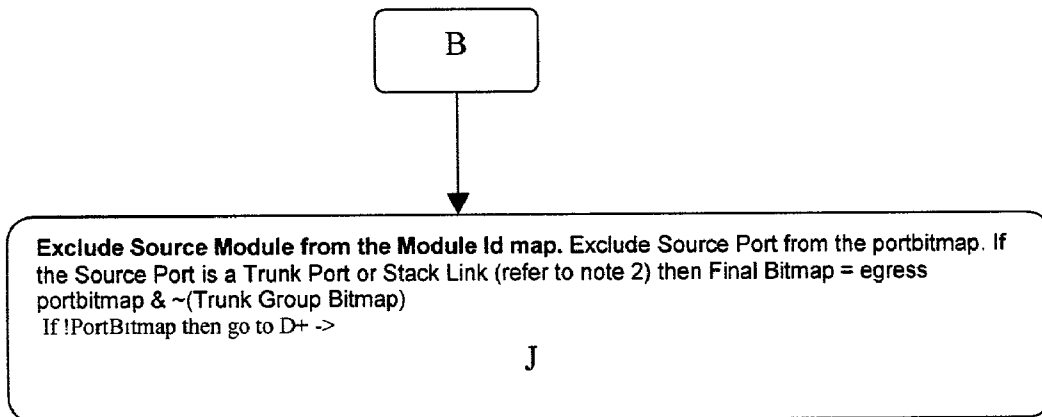 B
Exclude Source Module from the Module Id map. Exclude Source Port from the portbitmap. If
the Source Port is a Trunk Port or Stack Link (refer to note 2) then Final Bitmap = egress
portbitmap & ~(Trunk Group Bitmap)
If !PortBitmap then go to D+ ->
J